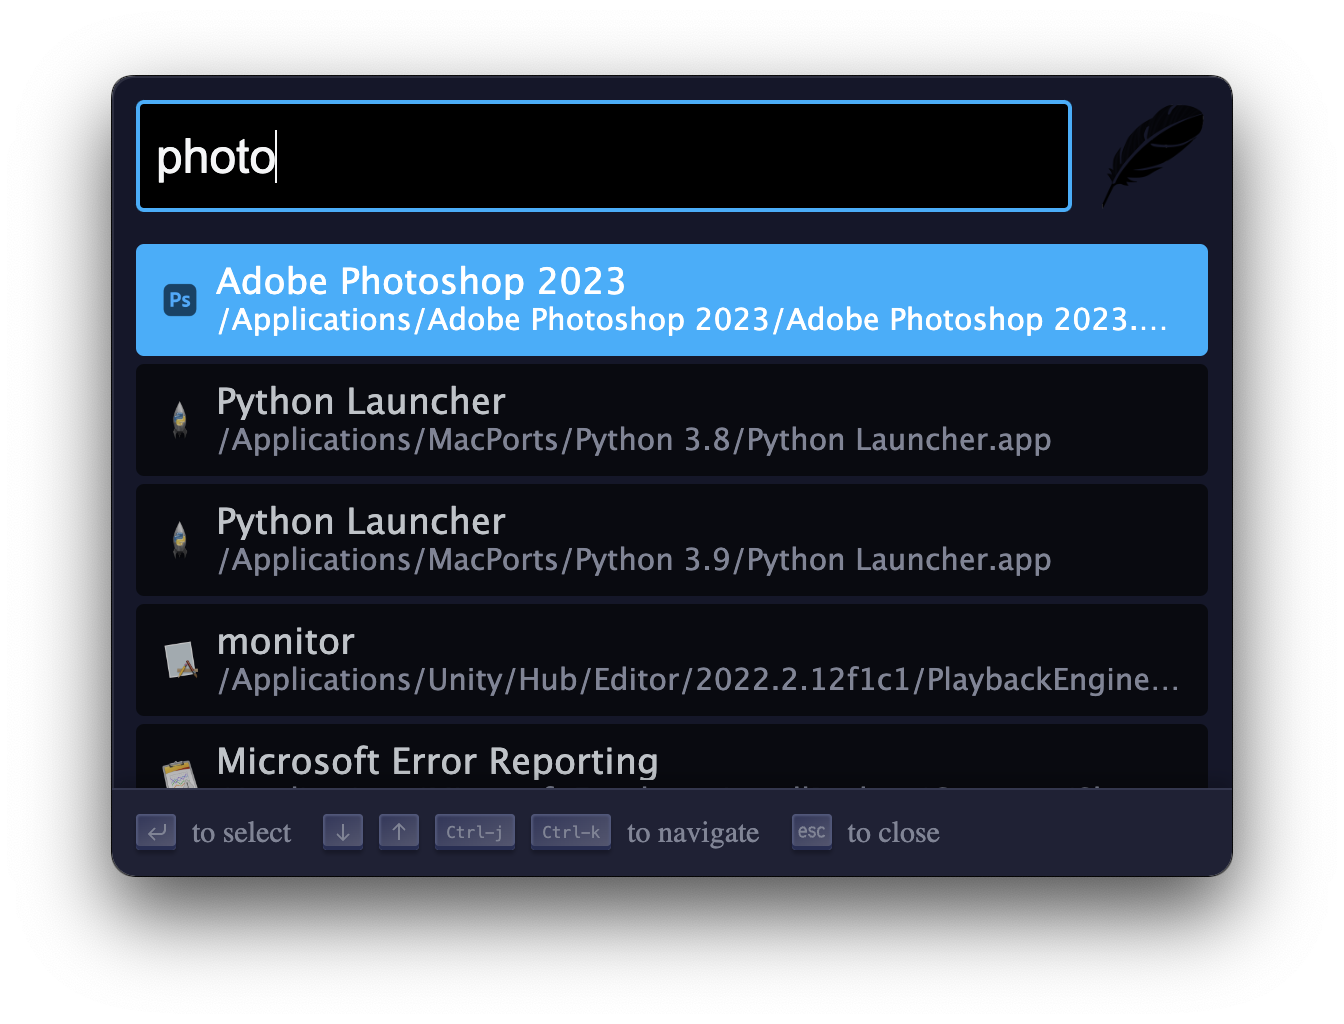 photo
Ps
Adobe Photoshop 2023
/Applications/Adobe Photoshop 2023/Adobe Photoshop 2023....
Python Launcher
/Applications/MacPorts/Python 3.8/Python Launcher.app
Python Launcher
/Applications/MacPorts/Python 3.9/Python Launcher.app
monitor
/Applications/Unity/Hub/Editor/2022.2.12f1c1/PlaybackEngine...
Microsoft Error Reporting
to select Ctrl-j Ctrl-k to navigate esc to close